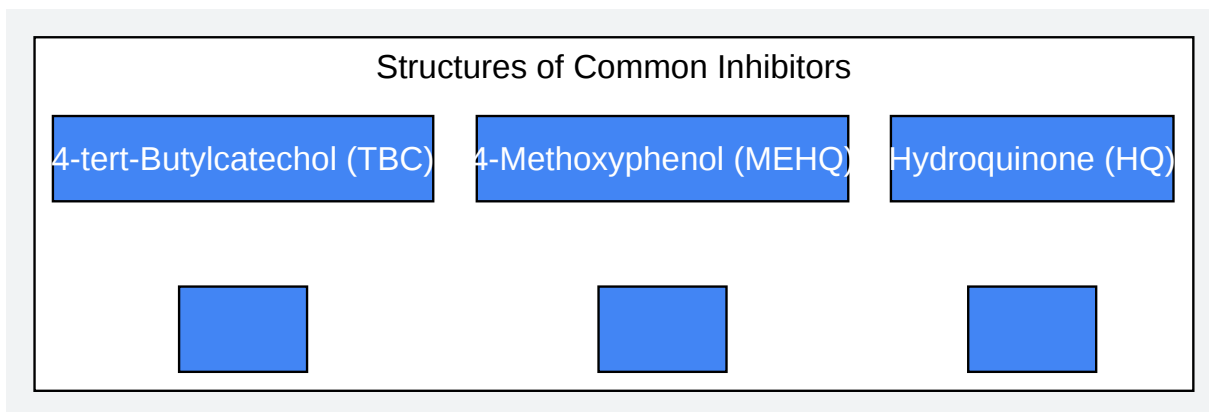 Structures of Common Inhibitors
4-tert-Butylcatechol (TBC)
4-Methoxyphenol (MEHQ)
Hydroquinone (HQ)